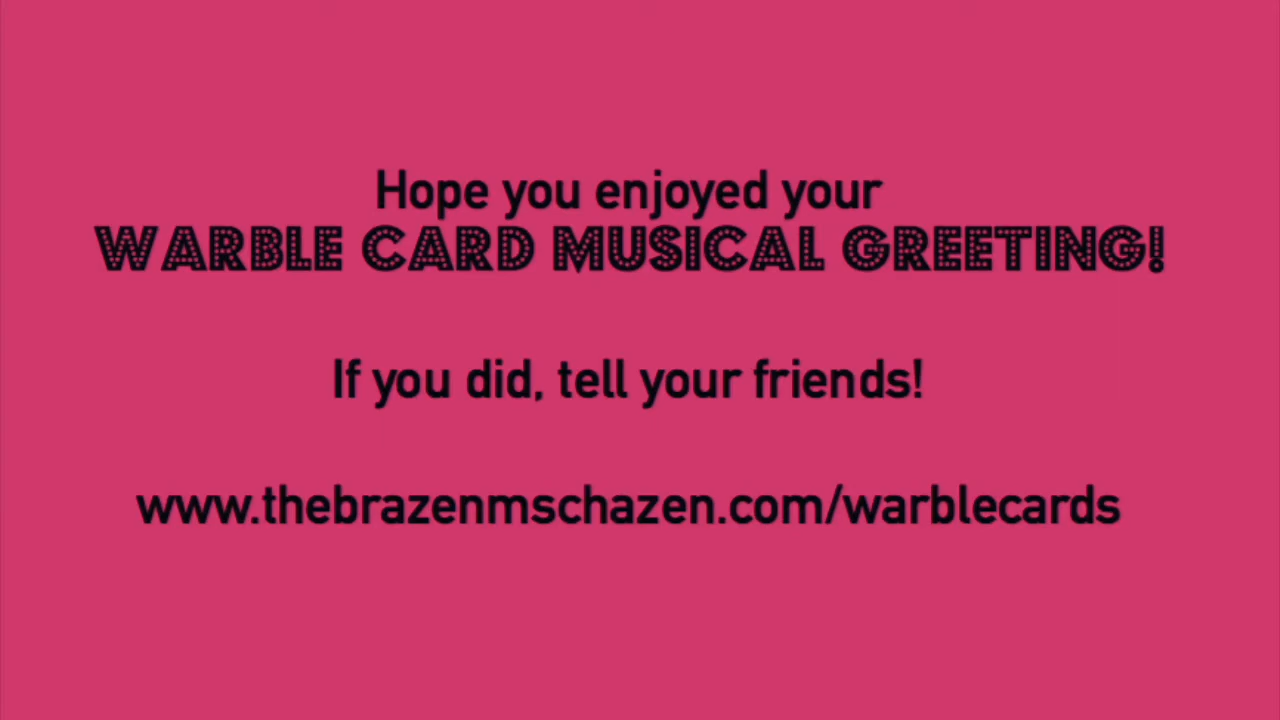 Hope you enjoyed your
WARBLE CARD MUSICAL GREETING!
If you did, tell your friends!
www.thebrazenmschazen.com/warblecards